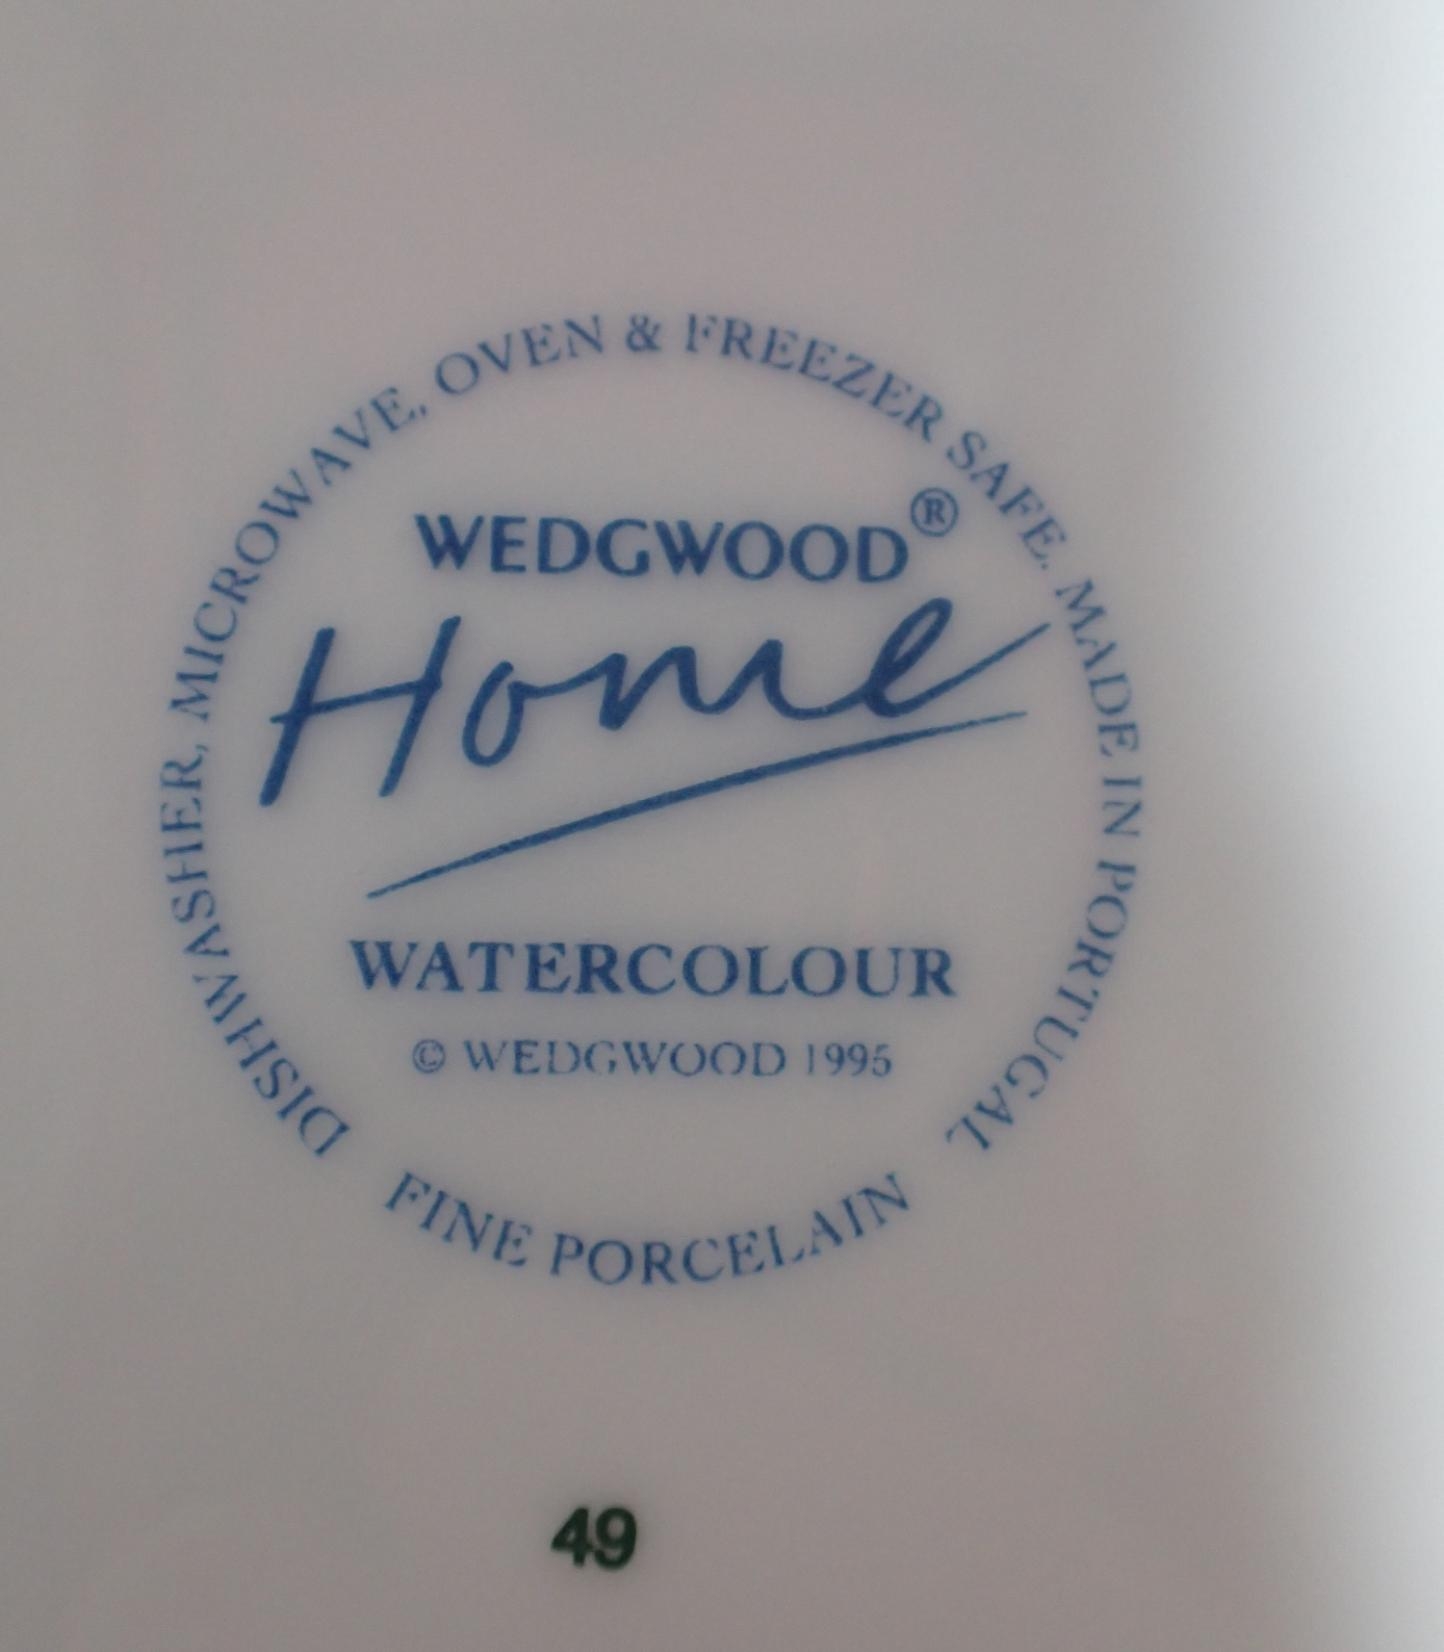 DISHWASHER, MICROWAVE, OVEN & FREEZER SAFE. MADE IN PORTUGAL
WEDGWOOD®
Home
WATERCOLOUR
© WEDGWOOD 1995
FINE PORCELAIN
49